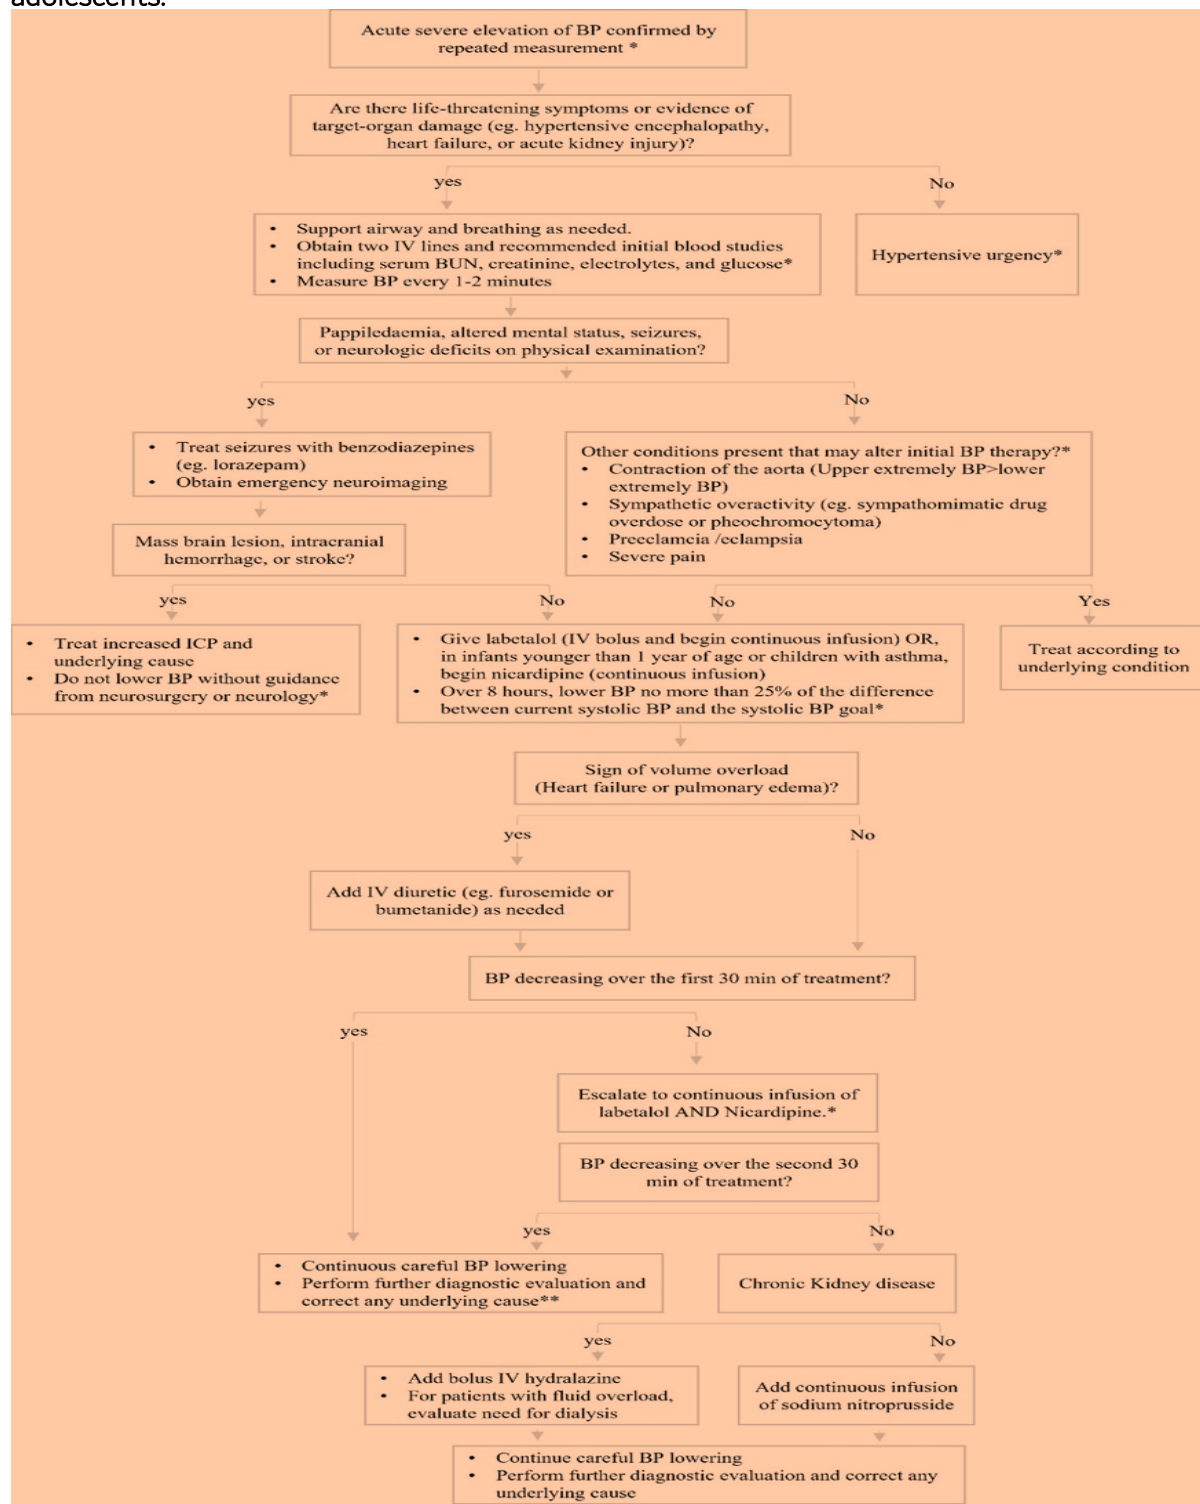 adolescents.
Acute severe elevation of BP confirmed by
repeated measurement *
Are there life-threatening symptoms or evidence of
target-organ damage (eg. hypertensive encephalopathy,
heart failure, or acute kidney injury)?
yes
No
• Support airway and breathing as needed.
• Obtain two IV lines and recommended initial blood studies
including serum BUN, creatinine, electrolytes, and glucose*
• Measure BP every 1-2 minutes
Hypertensive urgency*
Pappiledaemia, altered mental status, seizures,
or neurologic deficits on physical examination?
yes
No
• Treat seizures with benzodiazepines
(eg. lorazepam)
• Obtain emergency neuroimaging
Other conditions present that may alter initial BP therapy?*
• Contraction of the aorta (Upper extremely BP>lower
extremely BP)
• Sympathetic overactivity (eg. sympathomimatic drug
overdose or pheochromocytoma)
• Preeclamcia /eclampsia
• Severe pain
Mass brain lesion, intracranial
hemorrhage, or stroke?
yes
No
No
Yes
• Treat increased ICP and
underlying cause
• Do not lower BP without guidance
from neurosurgery or neurology*
• Give labetalol (IV bolus and begin continuous infusion) OR,
in infants younger than 1 year of age or children with asthma,
begin nicardipine (continuous infusion)
• Over 8 hours, lower BP no more than 25% of the difference
between current systolic BP and the systolic BP goal*
Treat according to
underlying condition
Sign of volume overload
(Heart failure or pulmonary edema)?
yes
No
Add IV diuretic (eg. furosemide or
bumetanide) as needed
BP decreasing over the first 30 min of treatment?
yes
No
Escalate to continuous infusion of
labetalol AND Nicardipine.*
BP decreasing over the second 30
min of treatment?
yes
No
• Continuous careful BP lowering
• Perform further diagnostic evaluation and
correct any underlying cause**
Chronic Kidney disease
yes
No
• Add bolus IV hydralazine
• For patients with fluid overload,
evaluate need for dialysis
Add continuous infusion
of sodium nitroprusside
• Continue careful BP lowering
• Perform further diagnostic evaluation and correct any
underlying cause